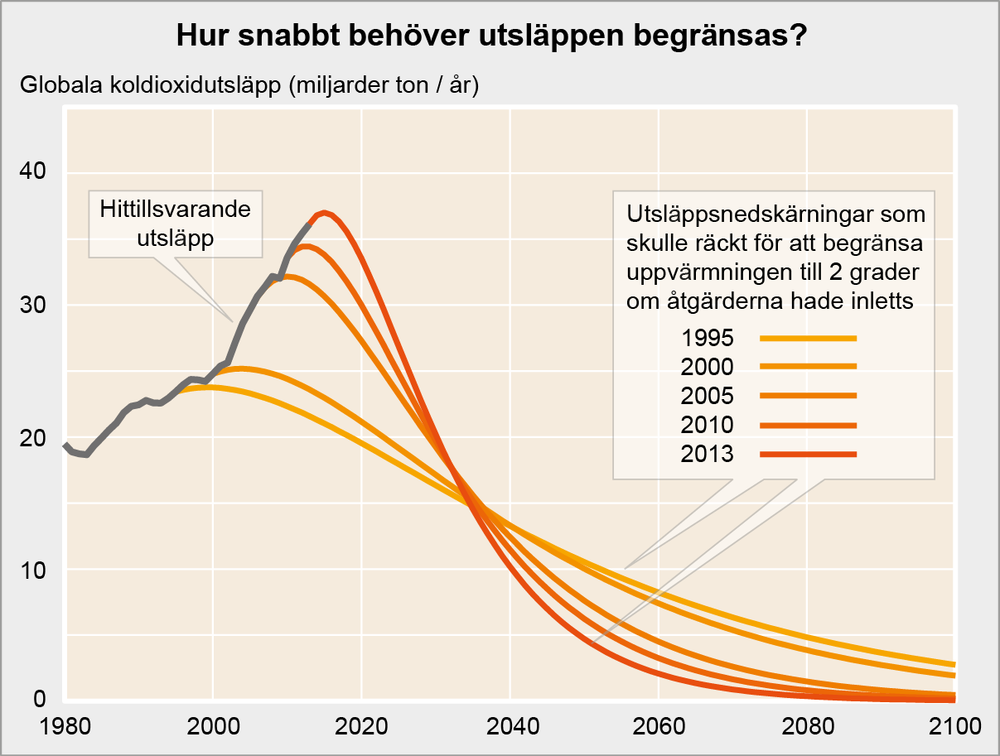 Hur snabbt behöver utsläppen begränsas?
Globala koldioxidutsläpp (miljarder ton / år)
40
30
20
10
0
Hittillsvarande
utsläpp
Utsläppsnedskärningar som
skulle räckt för att begränsa
uppvärmningen till 2 grader
om åtgärderna hade inletts
1995
2000
2005
2010
2013
1980 2000 2020 2040 2060 2080 2100